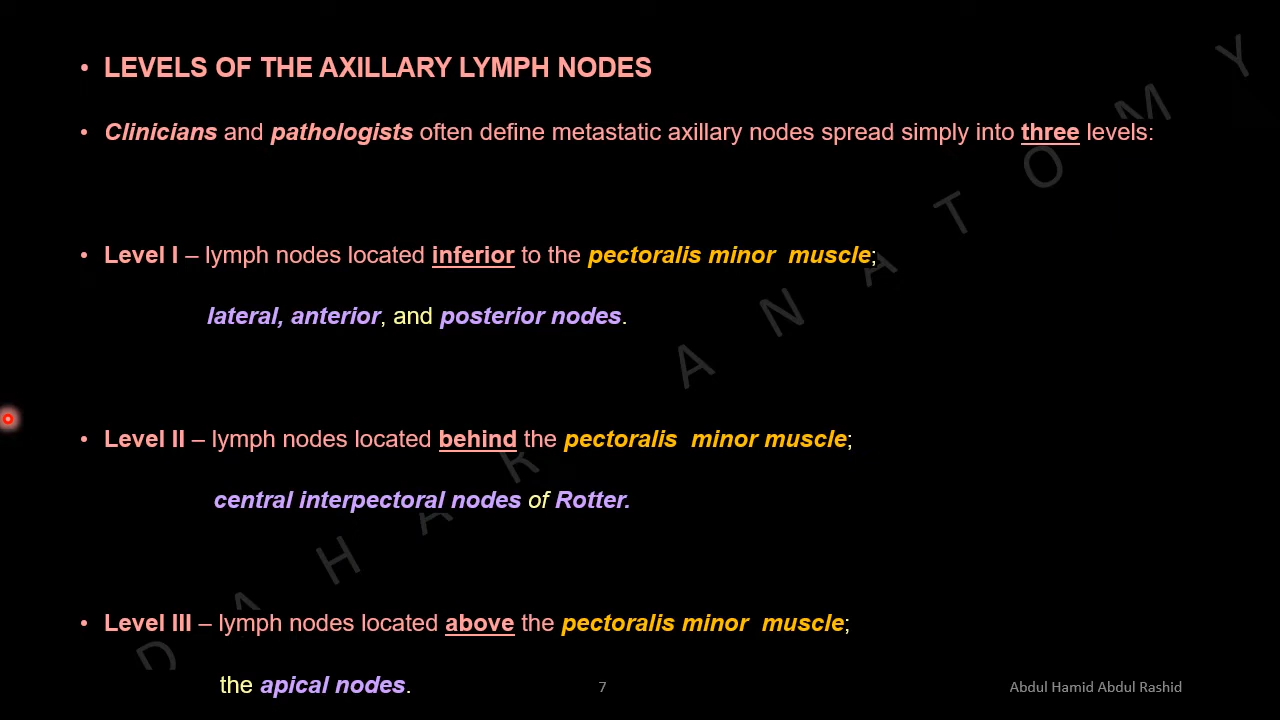 • LEVELS OF THE AXILLARY LYMPH NODES
• Clinicians and pathologists often define metastatic axillary nodes spread simply into three levels:
• Level I – lymph nodes located inferior to the pectoralis minor muscle;
lateral, anterior, and posterior nodes.
• Level II – lymph nodes located behind the pectoralis minor muscle;
central interpectoral nodes of Rotter.
• Level III – lymph nodes located above the pectoralis minor muscle;
the apical nodes.
7
Abdul Hamid Abdul Rashid
D A H A R A N A T O M Y